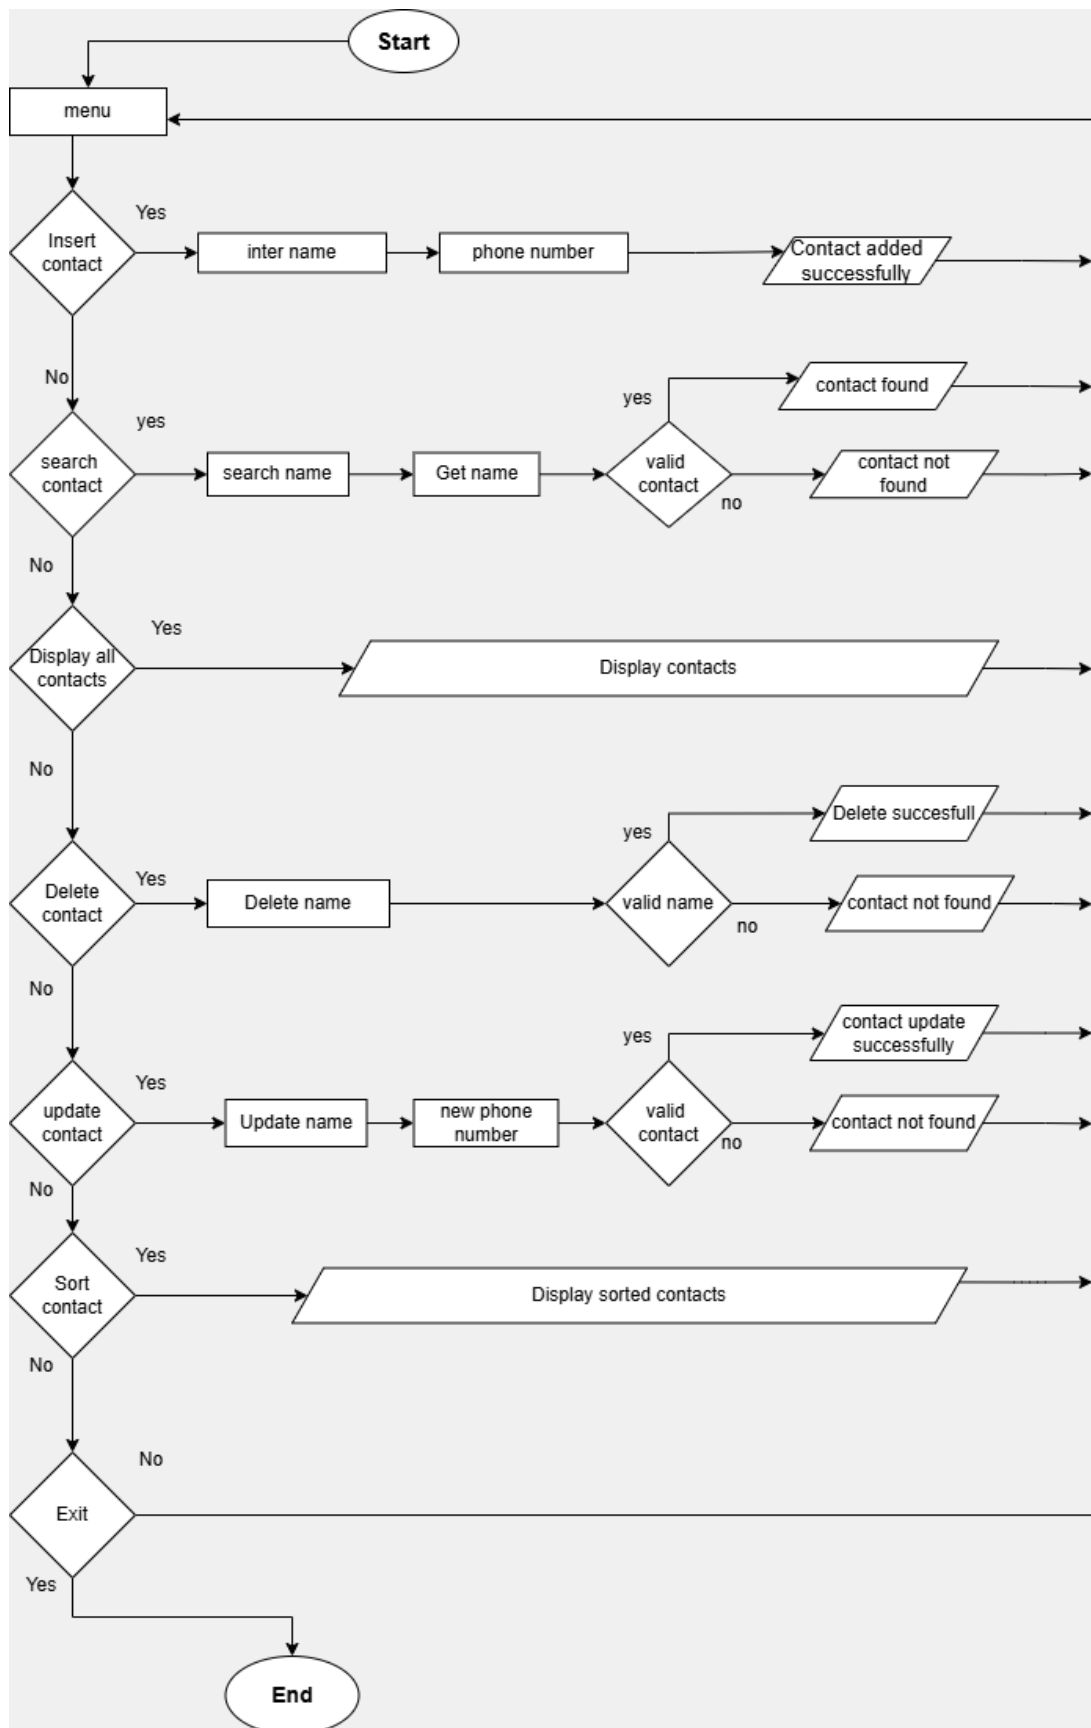 Start
menu
Yes
Insert
contact
inter name
phone number
Contact added
successfully
No
yes
search
contact
search name
Get name
yes
valid
contact
no
contact found
contact not
found
No
Yes
Display all
contacts
Display contacts
No
Yes
Delete
contact
Delete name
yes
valid name
no
Delete succesfull
contact not found
No
Yes
update
contact
Update name
new phone
number
yes
valid
contact
no
contact update
successfully
contact not found
No
Yes
Sort
contact
Display sorted contacts
No
No
Exit
Yes
End